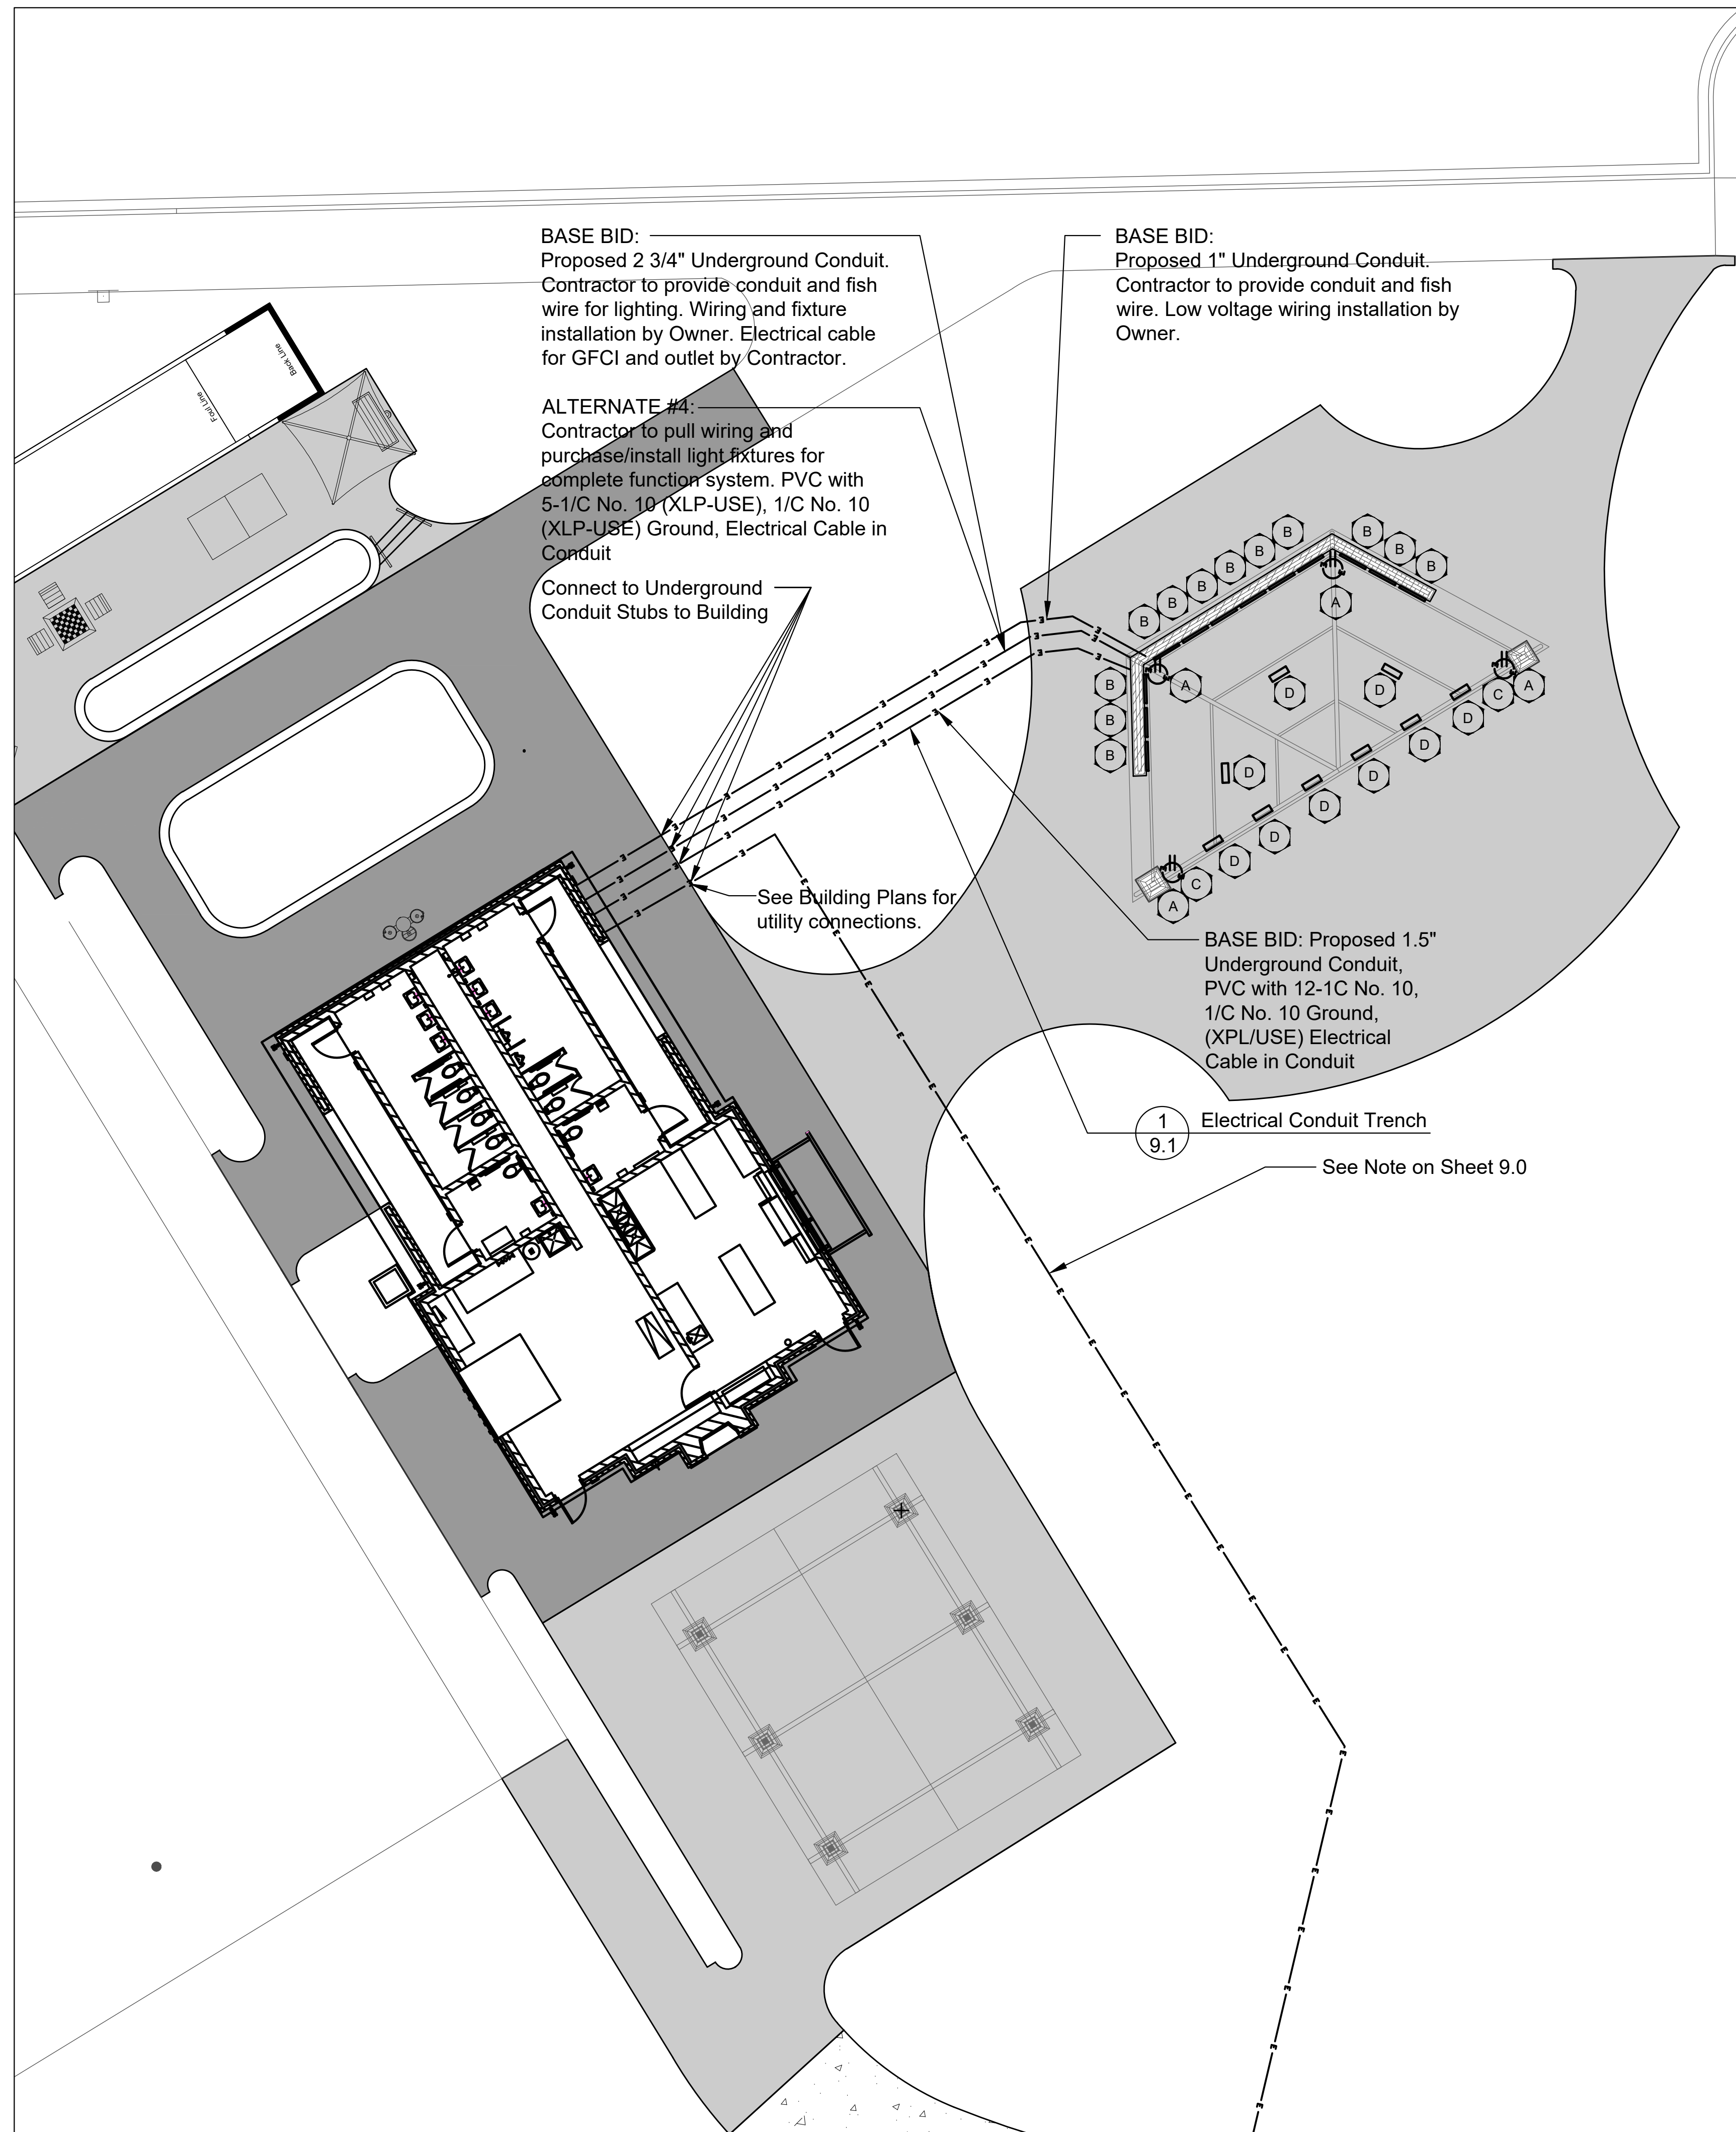 BASE BID:
Proposed 2 3/4" Underground Conduit.
Contractor to provide conduit and fish
wire for lighting. Wiring and fixture
installation by Owner. Electrical cable
for GFCI and outlet by Contractor.
BASE BID:
Proposed 1" Underground Conduit.
Contractor to provide conduit and fish
wire. Low voltage wiring installation by
Owner.
Back Line
Foul Line
ALTERNATE #4:
Contractor to pull wiring and
purchase/install light fixtures for
complete function system. PVC with
5-1/C No. 10 (XLP-USE), 1/C No. 10
(XLP-USE) Ground, Electrical Cable in
Conduit
Connect to Underground
Conduit Stubs to Building
B
B
B
B
B
B
B
B
B
A
B
B
B
A
D
D
C
A
D
D
D
D
D
D
D
C
A
See Building Plans for
utility connections.
BASE BID: Proposed 1.5"
Underground Conduit,
PVC with 12-1C No. 10,
1/C No. 10 Ground,
(XPL/USE) Electrical
Cable in Conduit
1
9.1
Electrical Conduit Trench
See Note on Sheet 9.0